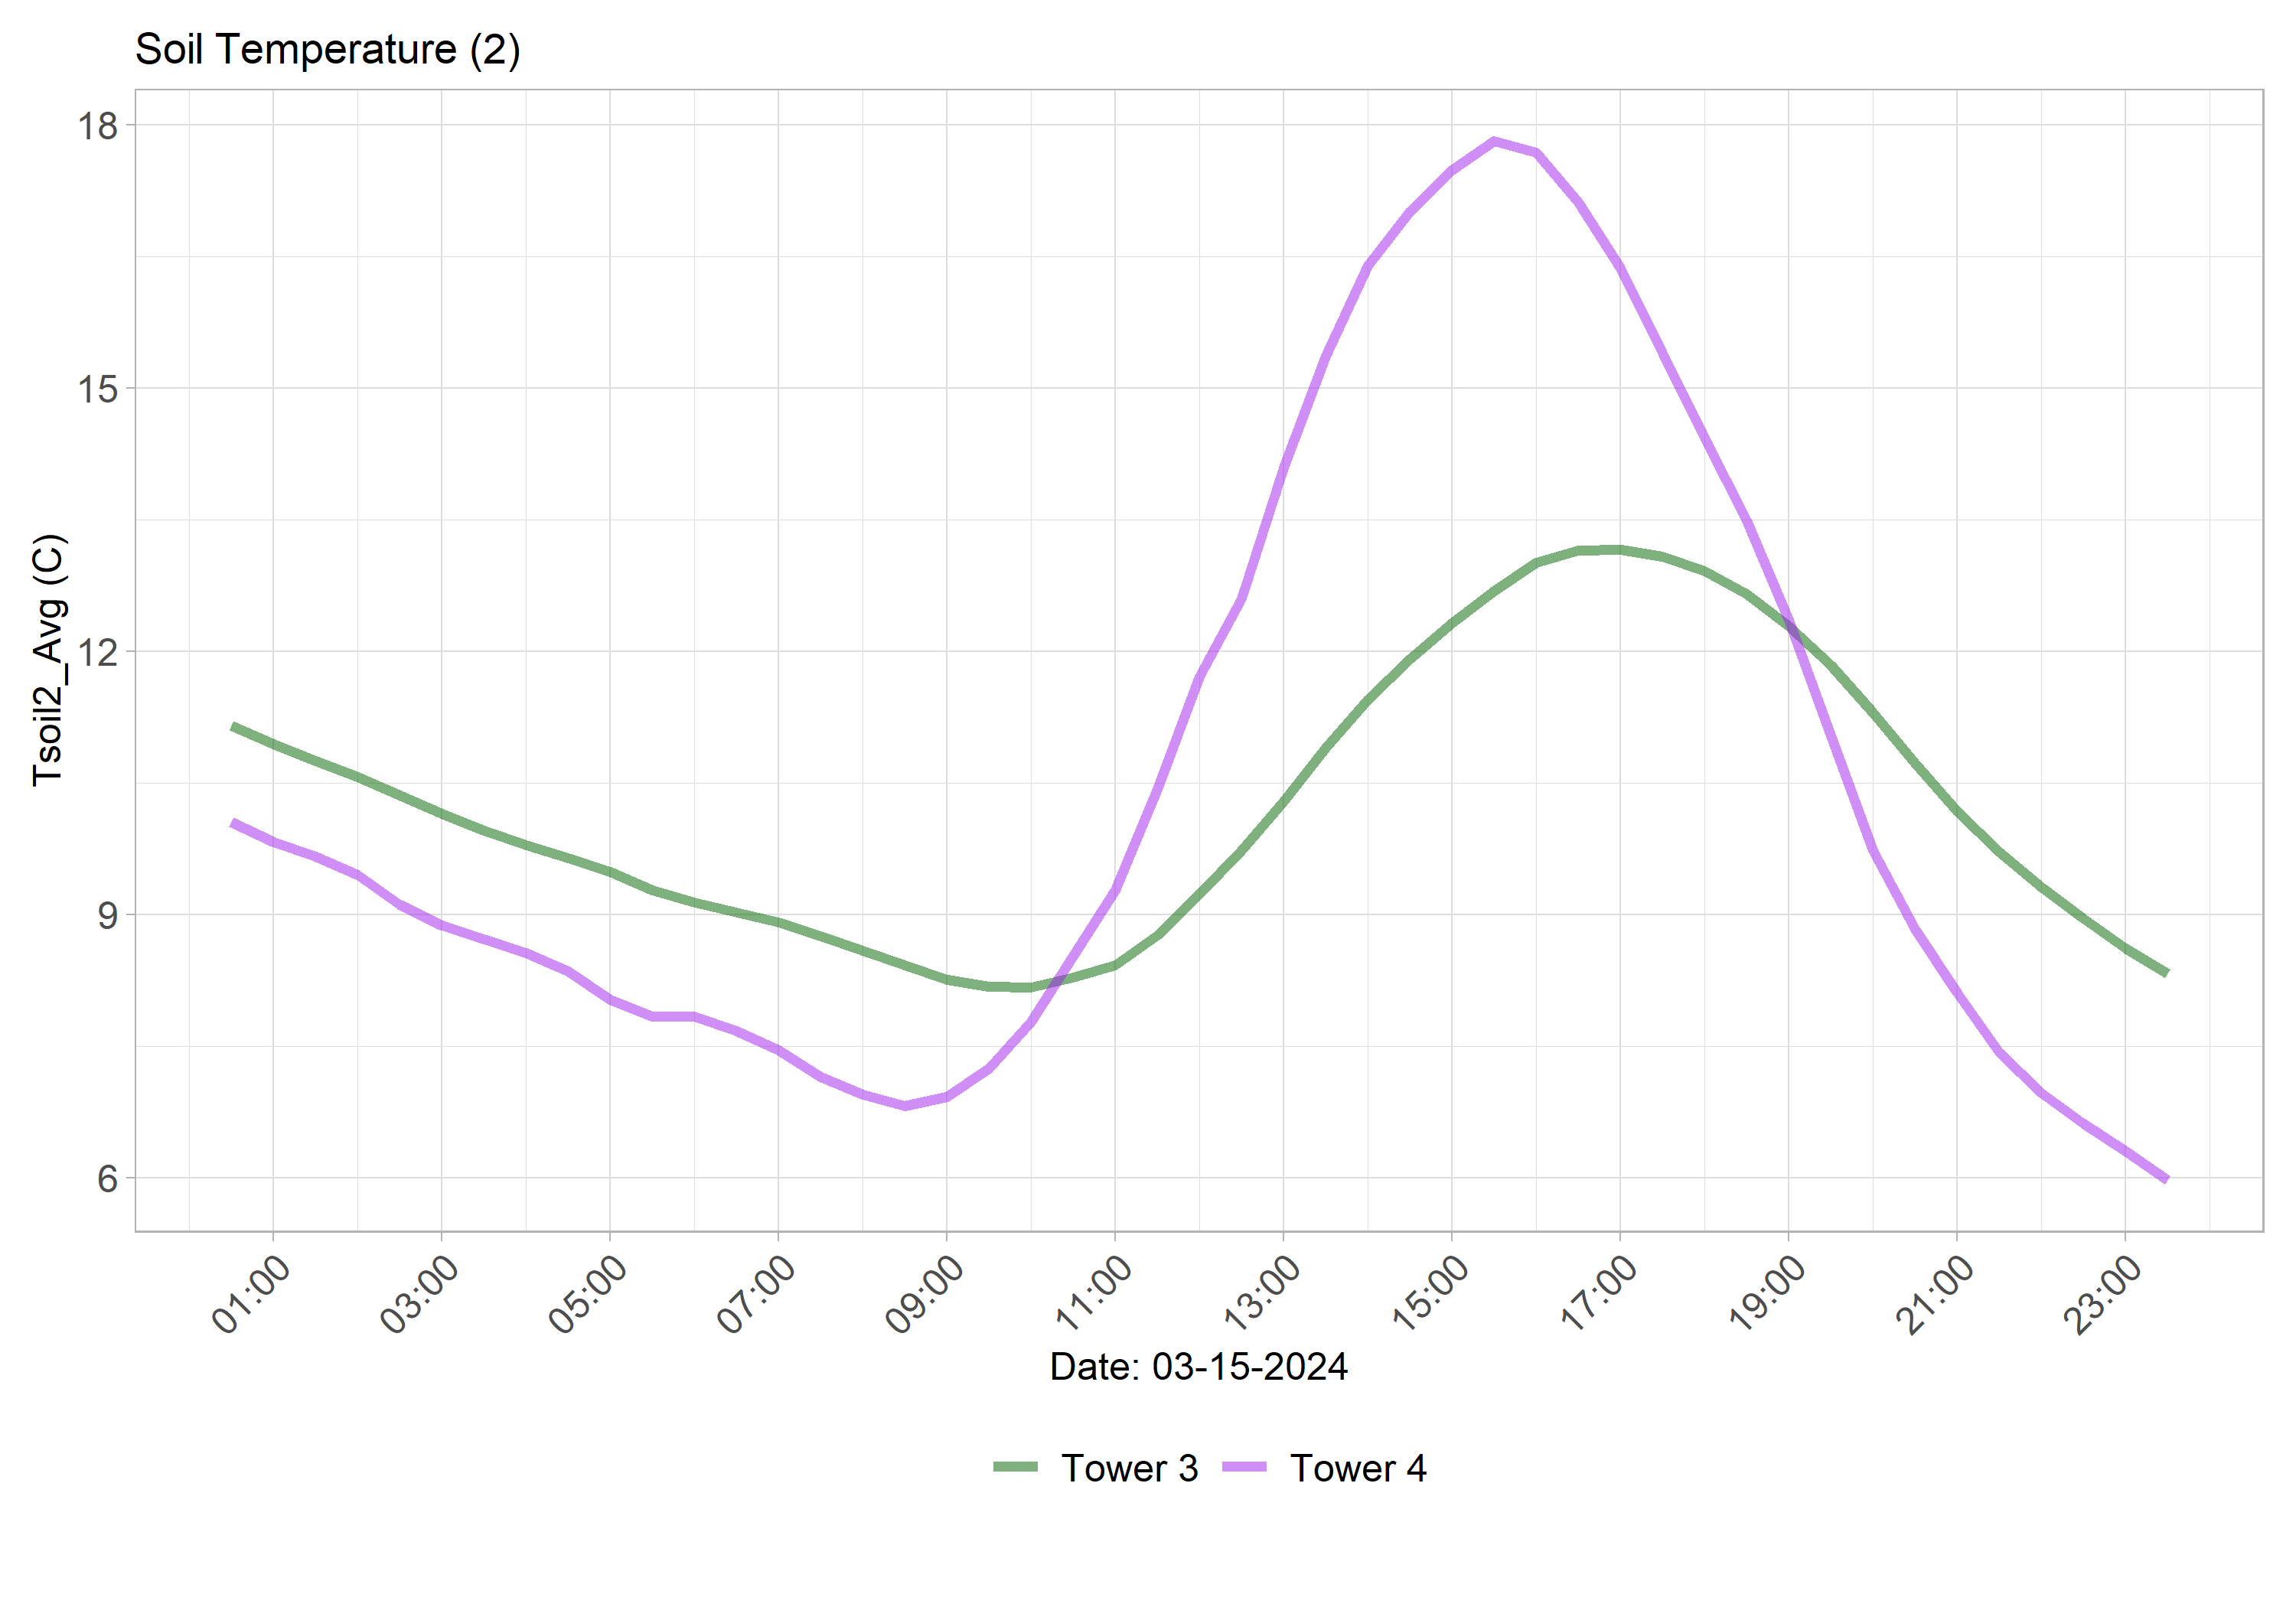 Soil Temperature (2)
Tsoil2_Avg (C)
18
15
12
9
6
01:00 03:00 05:00 07:00 09:00 11:00 13:00 15:00 17:00 19:00 21:00 23:00
Date: 03-15-2024
Tower 3 Tower 4